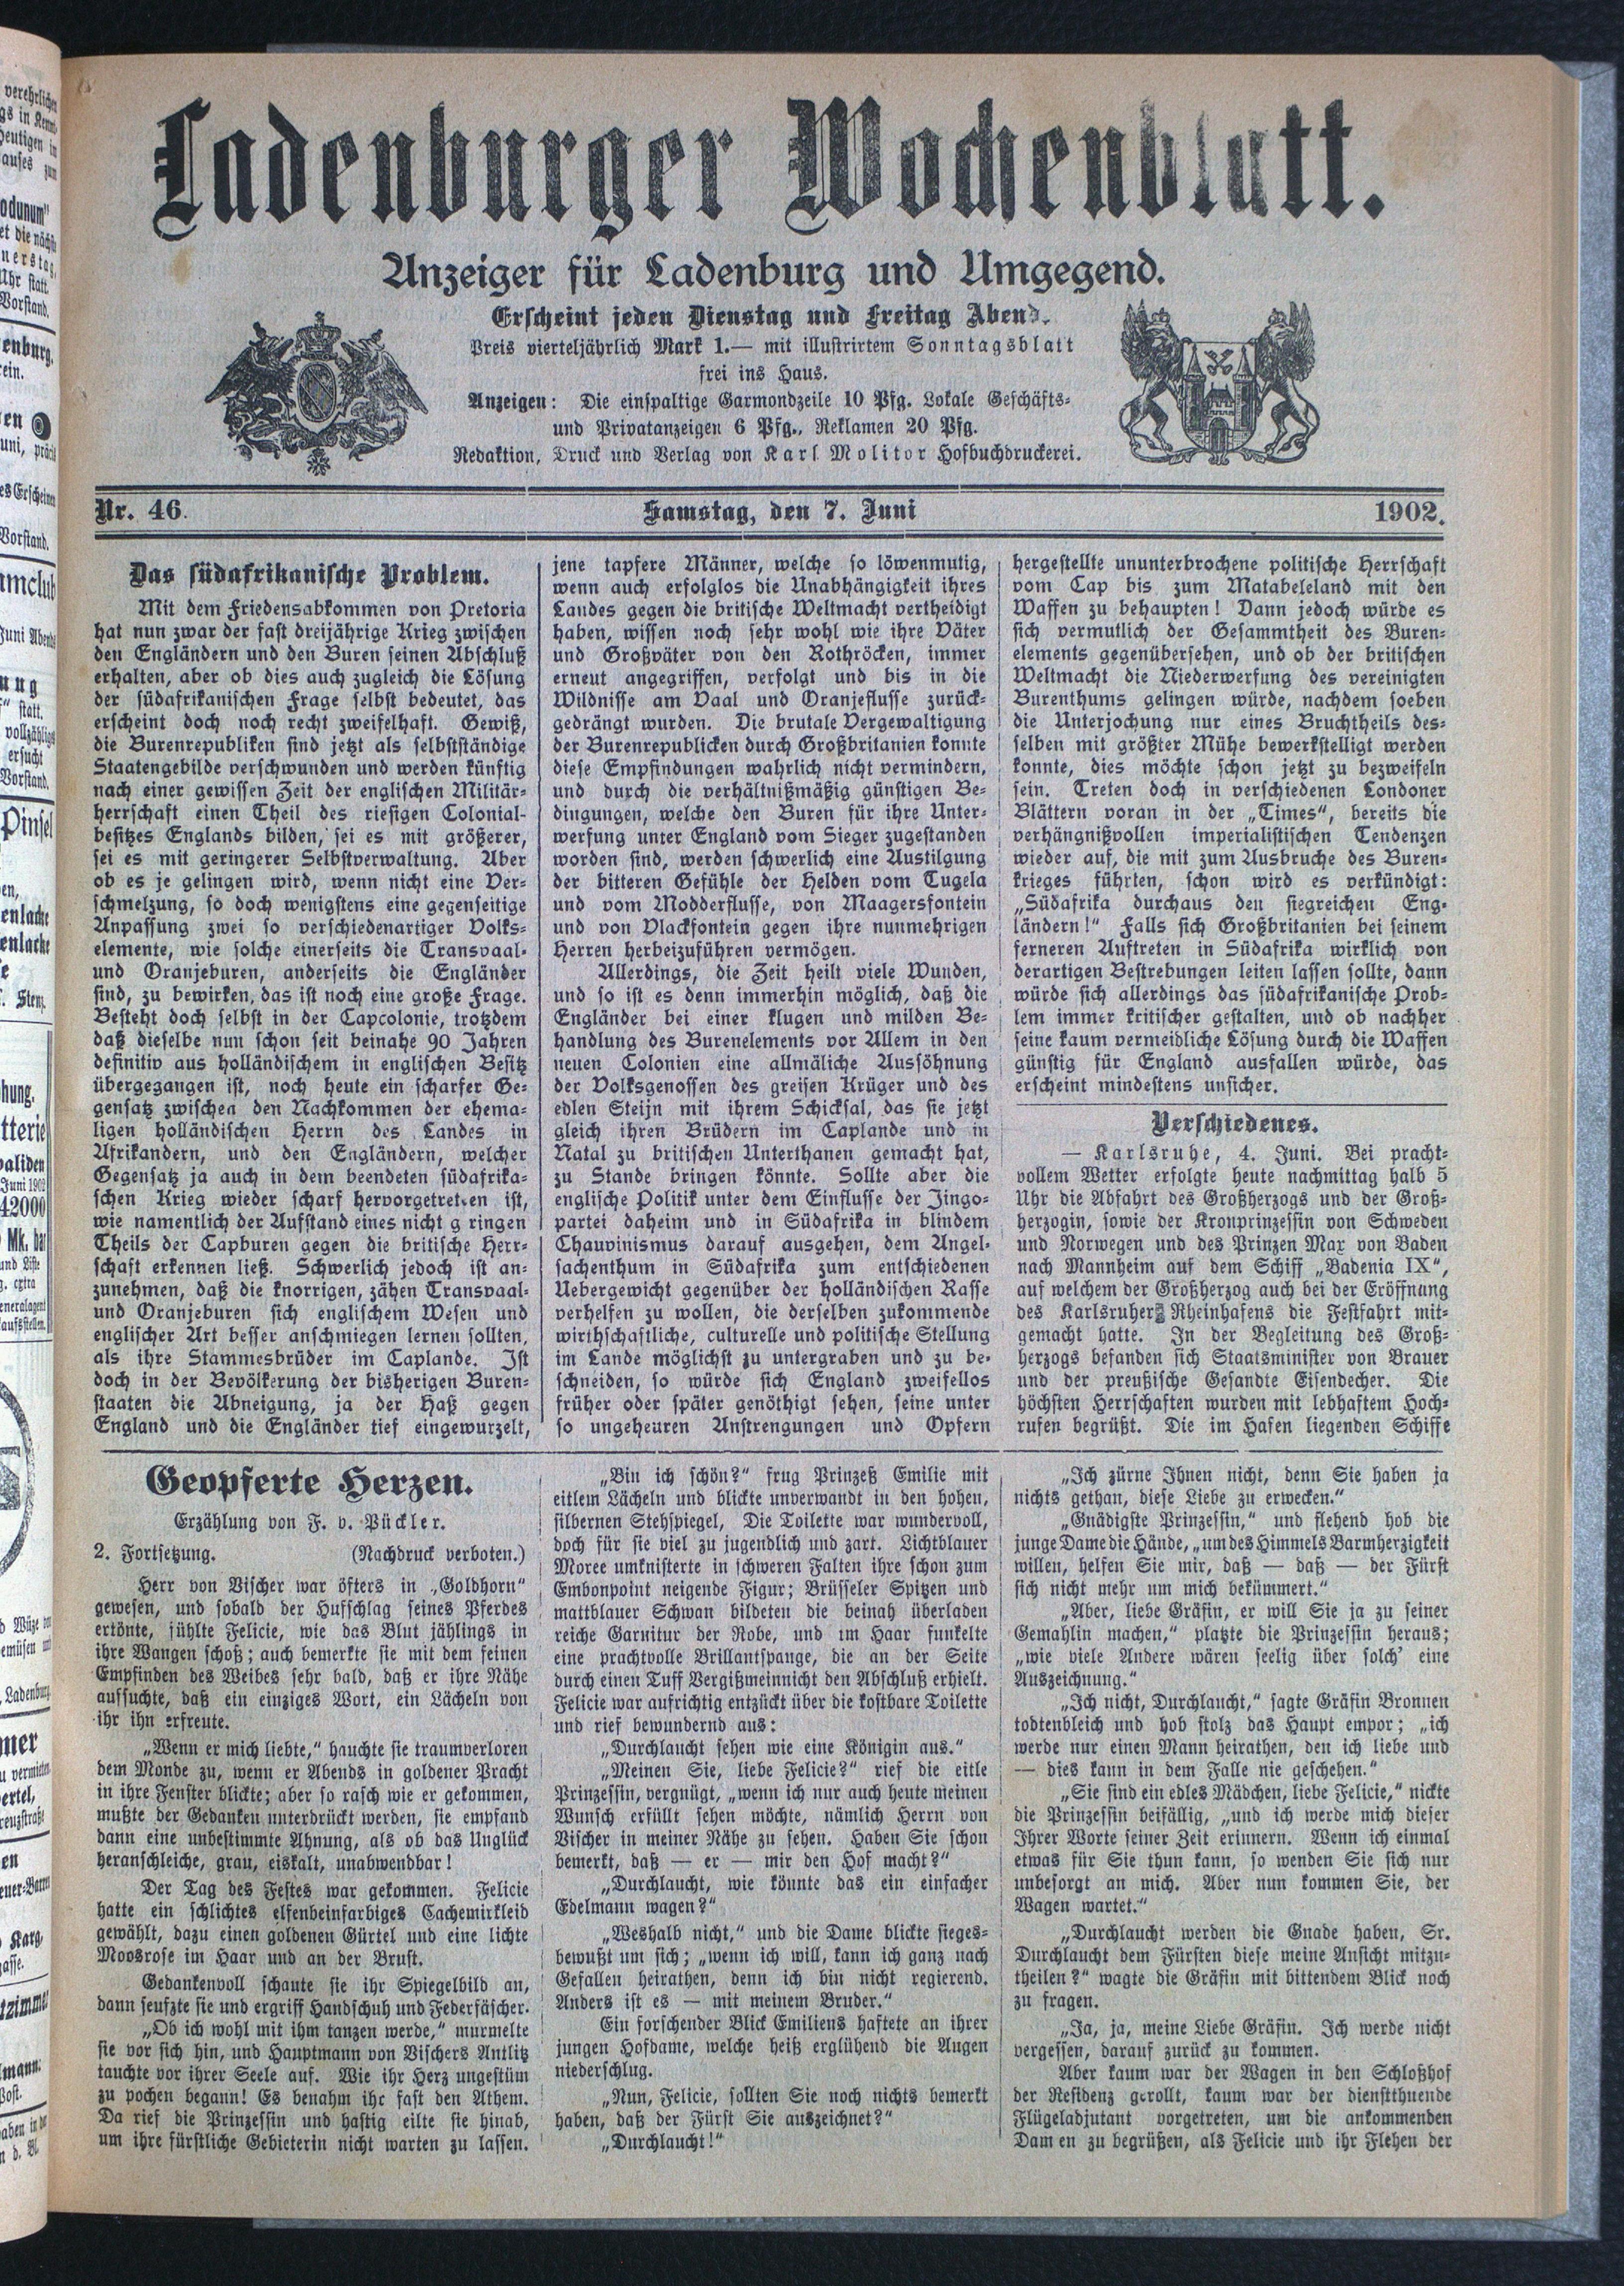 Ladenburger Wochenblatt.
Anzeiger für Ladenburg und Umgegend.
Erscheint jeden Dienstag und Freitag Abend.
Preis vierteljährlich Mark 1.— mit illustrirtem Sonntagsblatt
frei ins Haus.
Anzeigen: Die einspaltige Garmondzeile 10 Pfg. Lokale Geschäfts-
und Privatanzeigen 6 Pfg., Reklamen 20 Pfg.
Redaktion, Druck und Verlag von Karl Molitor Hofbuchdruckerei.
Nr. 46. Samstag, den 7. Juni 1902.
Das südafrikanische Problem.
Mit dem Friedensabkommen von Pretoria
hat nun zwar der fast dreijährige Krieg zwischen
den Engländern und den Buren seinen Abschluß
erhalten, aber ob dies auch zugleich die Lösung
der südafrikanischen Frage selbst bedeutet, das
erscheint doch noch recht zweifelhaft. Gewiß,
die Burenrepubliken sind jetzt als selbstständige
Staatengebilde verschwunden und werden künftig
nach einer gewissen Zeit der englischen Militär-
herrschaft einen Theil des riesigen Colonial-
besitzes Englands bilden, sei es mit größerer,
sei es mit geringerer Selbstverwaltung. Aber
ob es je gelingen wird, wenn nicht eine Ver-
schmelzung, so doch wenigstens eine gegenseitige
Anpassung zwei so verschiedenartiger Volks-
elemente, wie solche einerseits die Transvaal-
und Oranjeburen, anderseits die Engländer
sind, zu bewirken, das ist noch eine große Frage.
Besteht doch selbst in der Capcolonie, trotzdem
daß dieselbe nun schon seit beinahe 90 Jahren
definitiv aus holländischem in englischen Besitz
übergegangen ist, noch heute ein scharfer Ge-
gensatz zwischen den Nachkommen der ehema-
ligen holländischen Herrn des Landes in
Afrikandern, und den Engländern, welcher
Gegensatz ja auch in dem beendeten südafrika-
schen Krieg wieder scharf hervorgetreten ist,
wie namentlich der Aufstand eines nicht g ringen
Theils der Capburen gegen die britische Herr-
schaft erkennen ließ. Schwerlich jedoch ist an-
zunehmen, daß die knorrigen, zähen Transvaal-
und Oranjeburen sich englischem Wesen und
englischer Art besser anschmiegen lernen sollten,
als ihre Stammesbrüder im Caplande. Ist
doch in der Bevölkerung der bisherigen Buren-
staaten die Abneigung, ja der Haß gegen
England und die Engländer tief eingewurzelt,
jene tapfere Männer, welche so löwenmutig,
wenn auch erfolglos die Unabhängigkeit ihres
Landes gegen die britische Weltmacht vertheidigt
haben, wissen noch sehr wohl wie ihre Väter
und Großväter von den Rothröcken, immer
erneut angegriffen, verfolgt und bis in die
Wildnisse am Vaal und Oranjeflusse zurück-
gedrängt wurden. Die brutale Vergewaltigung
der Burenrepublicken durch Großbritanien konnte
diese Empfindungen wahrlich nicht vermindern,
und durch die verhältnißmäßig günstigen Be-
dingungen, welche den Buren für ihre Unter-
werfung unter England vom Sieger zugestanden
worden sind, werden schwerlich eine Austilgung
der bitteren Gefühle der Helden vom Tugela
und vom Modderflusse, von Maagersfontein
und von Vlackfontein gegen ihre nunmehrigen
Herren herbeizuführen vermögen.
Allerdings, die Zeit heilt viele Wunden,
und so ist es denn immerhin möglich, daß die
Engländer bei einer klugen und milden Be-
handlung des Burenelements vor Allem in den
neuen Colonien eine allmäliche Aussöhnung
der Volksgenossen des greisen Krüger und des
edlen Steijn mit ihrem Schicksal, das sie jetzt
gleich ihren Brüdern im Caplande und in
Natal zu britischen Unterthanen gemacht hat,
zu Stande bringen könnte. Sollte aber die
englische Politik unter dem Einflusse der Jingo-
partei daheim und in Südafrika in blindem
Chauvinismus darauf ausgehen, dem Angel-
sachenthum in Südafrika zum entschiedenen
Uebergewicht gegenüber der holländischen Rasse
verhelfen zu wollen, die derselben zukommende
wirthschaftliche, culturelle und politische Stellung
im Lande möglichst zu untergraben und zu be-
schneiden, so würde sich England zweifellos
früher oder später genöthigt sehen, seine unter
so ungeheuren Anstrengungen und Opfern
hergestellte ununterbrochene politische Herrschaft
vom Cap bis zum Matabeleland mit den
Waffen zu behaupten! Dann jedoch würde es
sich vermutlich der Gesammtheit des Buren-
elements gegenübersehen, und ob der britischen
Weltmacht die Niederwerfung des vereinigten
Burenthums gelingen würde, nachdem soeben
die Unterjochung nur eines Bruchtheils des-
selben mit größter Mühe bewerkstelligt werden
konnte, dies möchte schon jetzt zu bezweifeln
sein. Treten doch in verschiedenen Londoner
Blättern voran in der „Times“, bereits die
verhängnißvollen imperialistischen Tendenzen
wieder auf, die mit zum Ausbruche des Buren-
krieges führten, schon wird es verkündigt:
„Südafrika durchaus den siegreichen Eng-
ländern!“ Falls sich Großbritanien bei seinem
ferneren Auftreten in Südafrika wirklich von
derartigen Bestrebungen leiten lassen sollte, dann
würde sich allerdings das südafrikanische Prob-
lem immer kritischer gestalten, und ob nachher
seine kaum vermeidliche Lösung durch die Waffen
günstig für England ausfallen würde, das
erscheint mindestens unsicher.
Verschiedenes.
— Karlsruhe, 4. Juni. Bei pracht-
vollem Wetter erfolgte heute nachmittag halb 5
Uhr die Abfahrt des Großherzogs und der Groß-
herzogin, sowie der Kronprinzessin von Schweden
und Norwegen und des Prinzen Max von Baden
nach Mannheim auf dem Schiff „Badenia IX“,
auf welchem der Großherzog auch bei der Eröffnung
des Karlsruher Rheinhafens die Festfahrt mit-
gemacht hatte. In der Begleitung des Groß-
herzogs befanden sich Staatsminister von Brauer
und der preußische Gesandte Eisendecher. Die
höchsten Herrschaften wurden mit lebhaftem Hoch-
rufen begrüßt. Die im Hafen liegenden Schiffe
Geopferte Herzen.
Erzählung von F. v. Pückler.
2. Fortsetzung. (Nachdruck verboten.)
Herr von Vischer war öfters in „Goldhorn“
gewesen, und sobald der Hufschlag seines Pferdes
ertönte, fühlte Felicie, wie das Blut jählings in
ihre Wangen schoß; auch bemerkte sie mit dem feinen
Empfinden des Weibes sehr bald, daß er ihre Nähe
aufsuchte, daß ein einziges Wort, ein Lächeln von
ihr ihn erfreute.
„Wenn er mich liebte,“ hauchte sie traumverloren
dem Monde zu, wenn er Abends in goldener Pracht
in ihre Fenster blickte; aber so rasch wie er gekommen,
mußte der Gedanken unterdrückt werden, sie empfand
dann eine unbestimmte Ahnung, als ob das Unglück
heranschleiche, grau, eiskalt, unabwendbar!
Der Tag des Festes war gekommen. Felicie
hatte ein schlichtes elfenbeinfarbiges Cachemirkleid
gewählt, dazu einen goldenen Gürtel und eine lichte
Moosrose im Haar und an der Brust.
Gedankenvoll schaute sie ihr Spiegelbild an,
dann seufzte sie und ergriff Handschuh und Federfächer.
„Ob ich wohl mit ihm tanzen werde,“ murmelte
sie vor sich hin, und Hauptmann von Vischers Antlitz
tauchte vor ihrer Seele auf. Wie ihr Herz ungestüm
zu pochen begann! Es benahm ihr fast den Athem.
Da rief die Prinzessin und hastig eilte sie hinab,
um ihre fürstliche Gebieterin nicht warten zu lassen.
„Bin ich schön?“ frug Prinzeß Emilie mit
eitlem Lächeln und blickte unverwandt in den hohen,
silbernen Stehspiegel, Die Toilette war wundervoll,
doch für sie viel zu jugendlich und zart. Lichtblauer
Moree umknisterte in schweren Falten ihre schon zum
Embonpoint neigende Figur; Brüsseler Spitzen und
mattblauer Schwan bildeten die beinah überladen
reiche Garnitur der Robe, und im Haar funkelte
eine prachtvolle Brillantspange, die an der Seite
durch einen Tuff Vergißmeinnicht den Abschluß erhielt.
Felicie war aufrichtig entzückt über die kostbare Toilette
und rief bewundernd aus:
„Durchlaucht sehen wie eine Königin aus.“
„Meinen Sie, liebe Felicie?“ rief die eitle
Prinzessin, vergnügt, „wenn ich nur auch heute meinen
Wunsch erfüllt sehen möchte, nämlich Herrn von
Vischer in meiner Nähe zu sehen. Haben Sie schon
bemerkt, daß — er — mir den Hof macht?“
„Durchlaucht, wie könnte das ein einfacher
Edelmann wagen?“
„Weshalb nicht,“ und die Dame blickte sieges-
bewußt um sich; „wenn ich will, kann ich ganz nach
Gefallen heirathen, denn ich bin nicht regierend.
Anders ist es — mit meinem Bruder.“
Ein forschender Blick Emiliens haftete an ihrer
jungen Hofdame, welche heiß erglühend die Augen
niederschlug.
„Nun, Felicie, sollten Sie noch nichts bemerkt
haben, daß der Fürst Sie auszeichnet?“
„Durchlaucht!“
„Ich zürne Ihnen nicht, denn Sie haben ja
nichts gethan, diese Liebe zu erwecken.“
„Gnädigste Prinzessin,“ und flehend hob die
junge Dame die Hände, „um des Himmels Barmherzigkeit
willen, helfen Sie mir, daß — daß — der Fürst
sich nicht mehr um mich bekümmert.“
„Aber, liebe Gräfin, er will Sie ja zu seiner
Gemahlin machen,“ platzte die Prinzessin heraus;
„wie viele Andere wären seelig über solch' eine
Auszeichnung.“
„Ich nicht, Durchlaucht,“ sagte Gräfin Bronnen
todtenbleich und hob stolz das Haupt empor; „ich
werde nur einen Mann heirathen, den ich liebe und
— dies kann in dem Falle nie geschehen.“
„Sie sind ein edles Mädchen, liebe Felicie,“ nickte
die Prinzessin beifällig, „und ich werde mich dieser
Ihrer Worte seiner Zeit erinnern. Wenn ich einmal
etwas für Sie thun kann, so wenden Sie sich nur
unbesorgt an mich. Aber nun kommen Sie, der
Wagen wartet.“
„Durchlaucht werden die Gnade haben, Sr.
Durchlaucht dem Fürsten diese meine Ansicht mitzu-
theilen?“ wagte die Gräfin mit bittendem Blick noch
zu fragen.
„Ja, ja, meine Liebe Gräfin. Ich werde nicht
vergessen, darauf zurück zu kommen.
Aber kaum war der Wagen in den Schloßhof
der Residenz gerollt, kaum war der dienstthuende
Flügeladjutant vorgetreten, um die ankommenden
Dam en zu begrüßen, als Felicie und ihr Flehen der